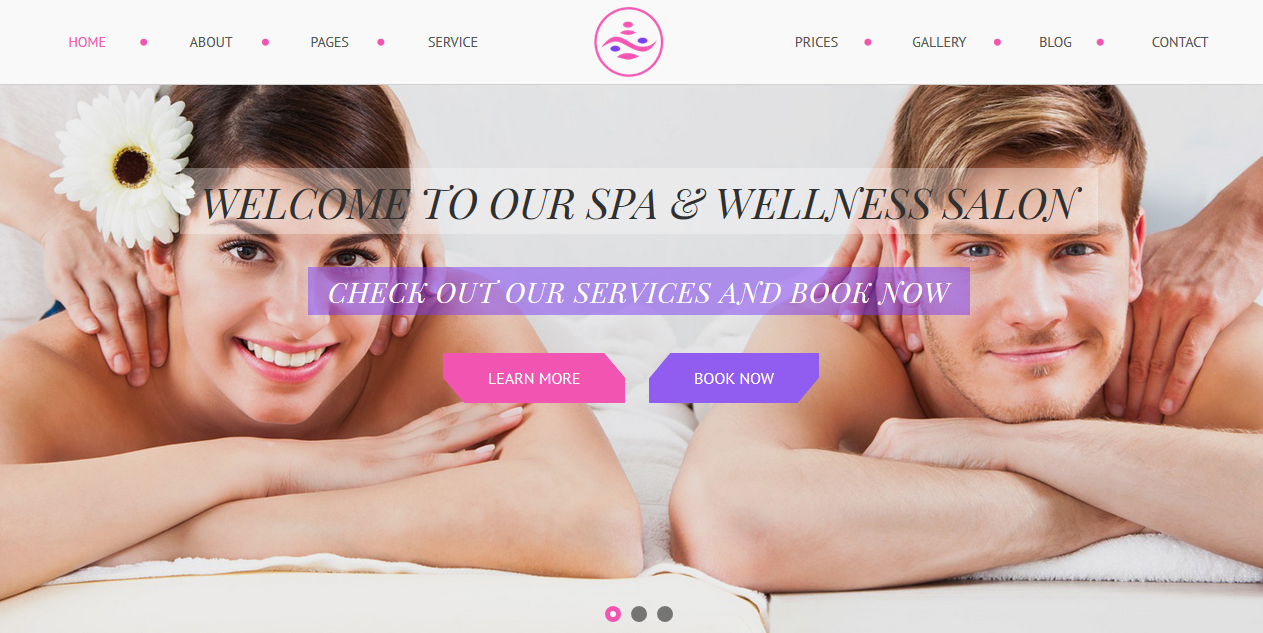 HOME ABOUT PAGES SERVICE PRICES GALLERY BLOG CONTACT
WELCOME TO OUR SPA & WELLNESS SALON
CHECK OUT OUR SERVICES AND BOOK NOW
LEARN MORE BOOK NOW